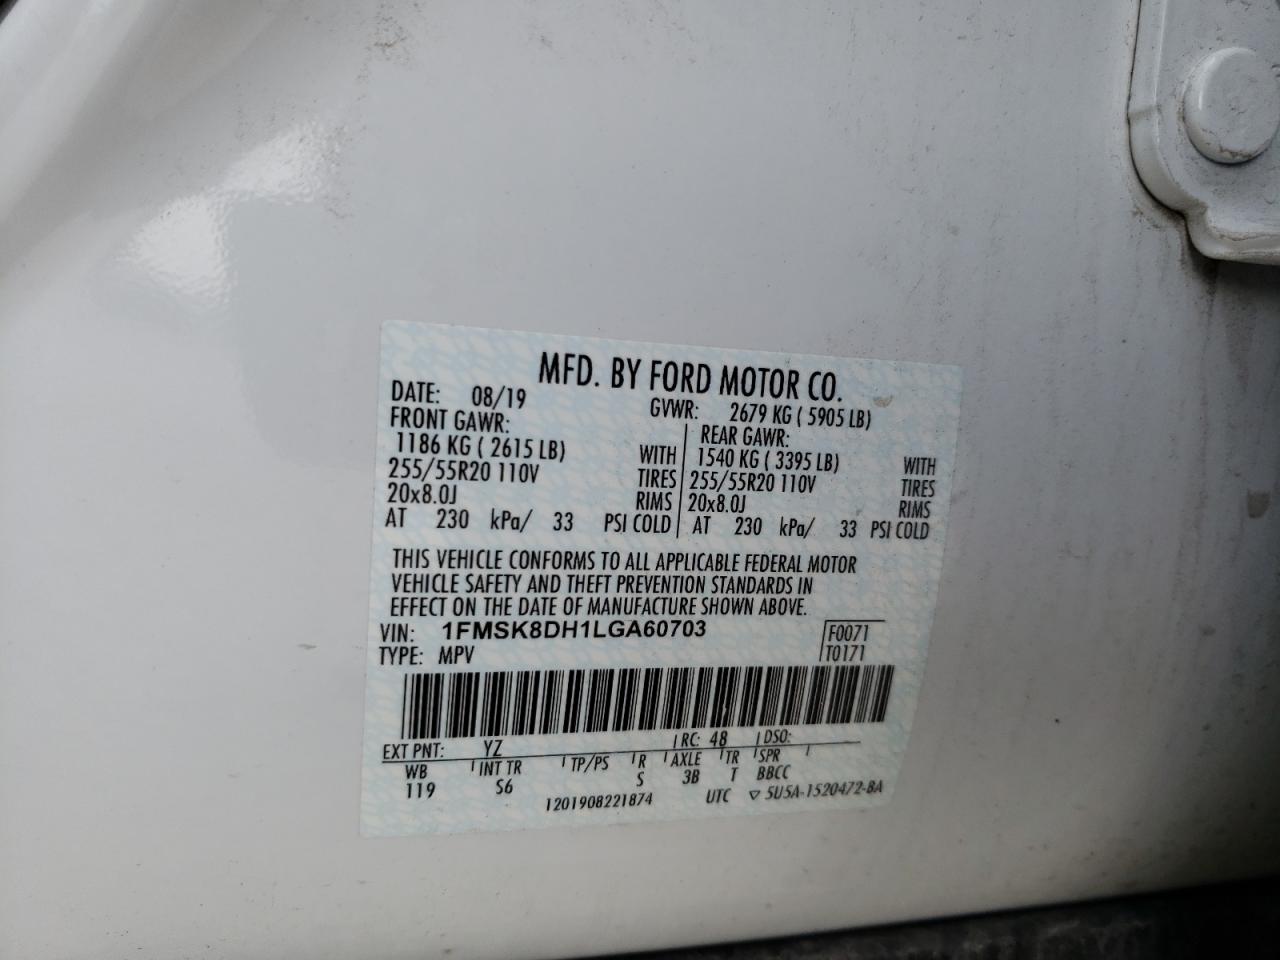 MFD. BY FORD MOTOR CO.
DATE: 08/19 GVWR: 2679 KG ( 5905 LB)
FRONT GAWR: REAR GAWR:
1186 KG ( 2615 LB) WITH 1540 KG ( 3395 LB) WITH
255/55R20 110V TIRES 255/55R20 110V TIRES
20x8.0J RIMS 20x8.0J RIMS
AT 230 kPa/ 33 PSI COLD AT 230 kPa/ 33 PSI COLD
THIS VEHICLE CONFORMS TO ALL APPLICABLE FEDERAL MOTOR
VEHICLE SAFETY AND THEFT PREVENTION STANDARDS IN
EFFECT ON THE DATE OF MANUFACTURE SHOWN ABOVE.
VIN: 1FMSK8DH1LGA60703 F0071
TYPE: MPV T0171
EXT PNT: YZ RC: 48 DSO:
WB INT TR TP/PS R AXLE TR SPR
119 S6 S 3B T BBCC
1201908221874 UTC ▽ 5U5A-1520472-8A